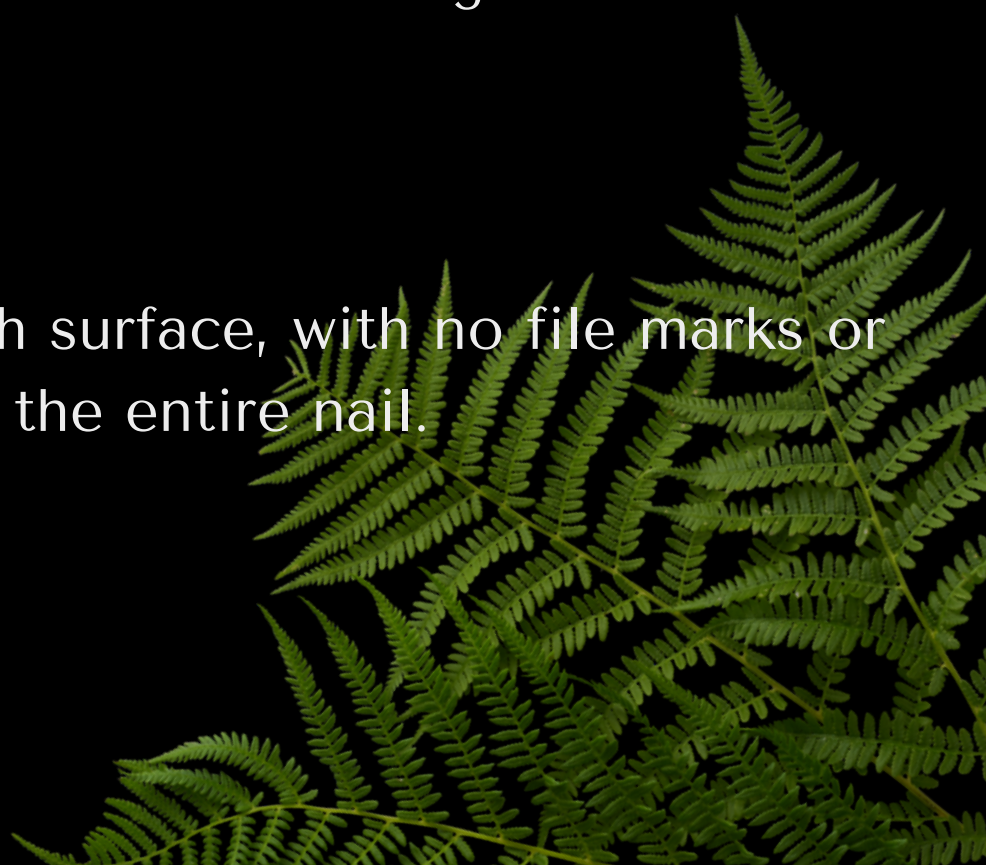 h surface, with no file marks or
the entire nail.